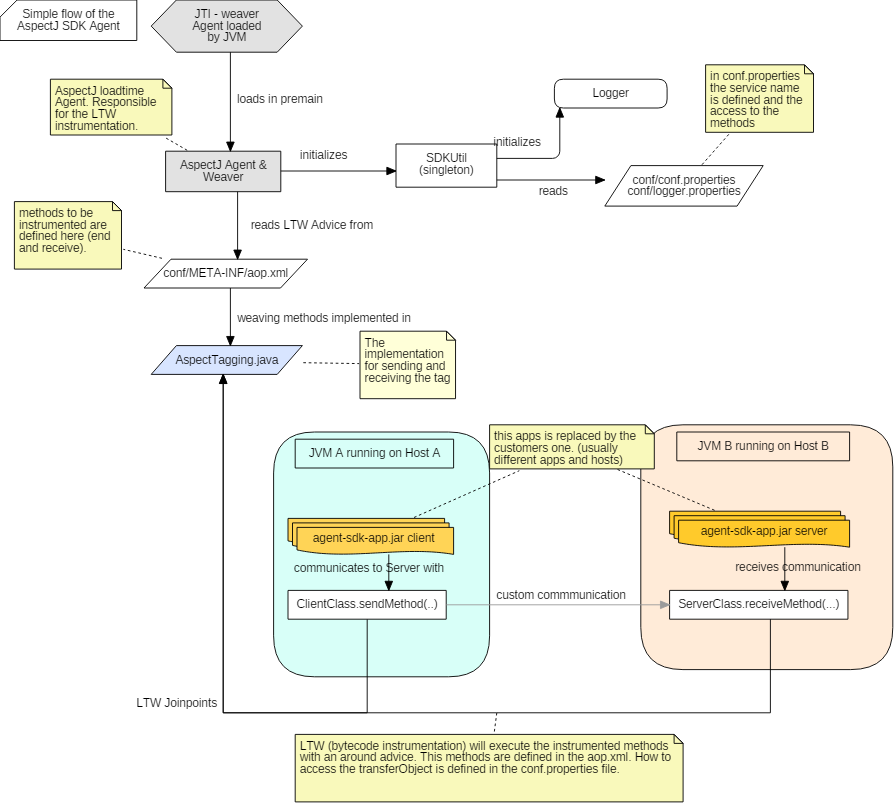 Simple flow of the
AspectJ SDK Agent
JTI - weaver
Agent loaded
by JVM
loads in premain
AspectJ loadtime
Agent. Responsible
for the LTW
instrumentation.
AspectJ Agent &
Weaver
initializes
SDKUtil
(singleton)
initializes
Logger
in conf.properties
the service name
is defined and the
access to the
methods
reads
conf/conf.properties
conf/logger.properties
methods to be
instrumented are
defined here (end
and receive).
reads LTW Advice from
conf/META-INF/aop.xml
weaving methods implemented in
AspectTagging.java
The
implementation
for sending and
receiving the tag
JVM A running on Host A
this apps is replaced by the
customers one. (usually
different apps and hosts)
JVM B running on Host B
agent-sdk-app.jar client
agent-sdk-app.jar server
communicates to Server with
receives communication
ClientClass.sendMethod(..)
custom commmunication
ServerClass.receiveMethod(...)
LTW Joinpoints
LTW (bytecode instrumentation) will execute the instrumented methods
with an around advice. This methods are defined in the aop.xml. How to
access the transferObject is defined in the conf.properties file.